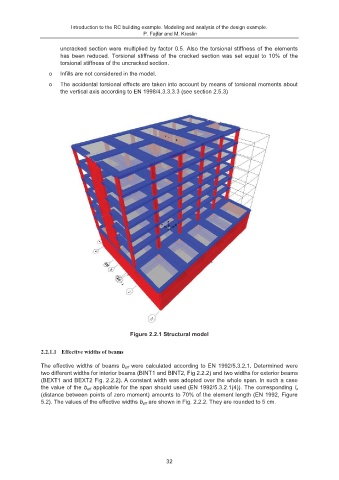 Introduction to the RC building example. Modeling and analysis of the design example.
P. Fajfar and M. Kreslin
uncracked section were multiplied by factor 0.5. Also the torsional stiffness of the elements
has been reduced. Torsional stiffness of the cracked section was set equal to 10% of the
torsional stiffness of the uncracked section.
o Infills are not considered in the model.
o The accidental torsional effects are taken into account by means of torsional moments about
the vertical axis according to EN 1998/4.3.3.3.3 (see section 2.5.3)
Figure 2.2.1 Structural model
2.2.1.1 Effective widths of beams
The effective widths of beams beff were calculated according to EN 1992/5.3.2.1. Determined were
two different widths for interior beams (BINT1 and BINT2, Fig 2.2.2) and two widths for exterior beams
(BEXT1 and BEXT2 Fig. 2.2.2). A constant width was adopted over the whole span. In such a case
the value of the beff applicable for the span should used (EN 1992/5.3.2.1(4)). The corresponding l0
(distance between points of zero moment) amounts to 70% of the element length (EN 1992, Figure
5.2). The values of the effective widths beff are shown in Fig. 2.2.2. They are rounded to 5 cm.
32